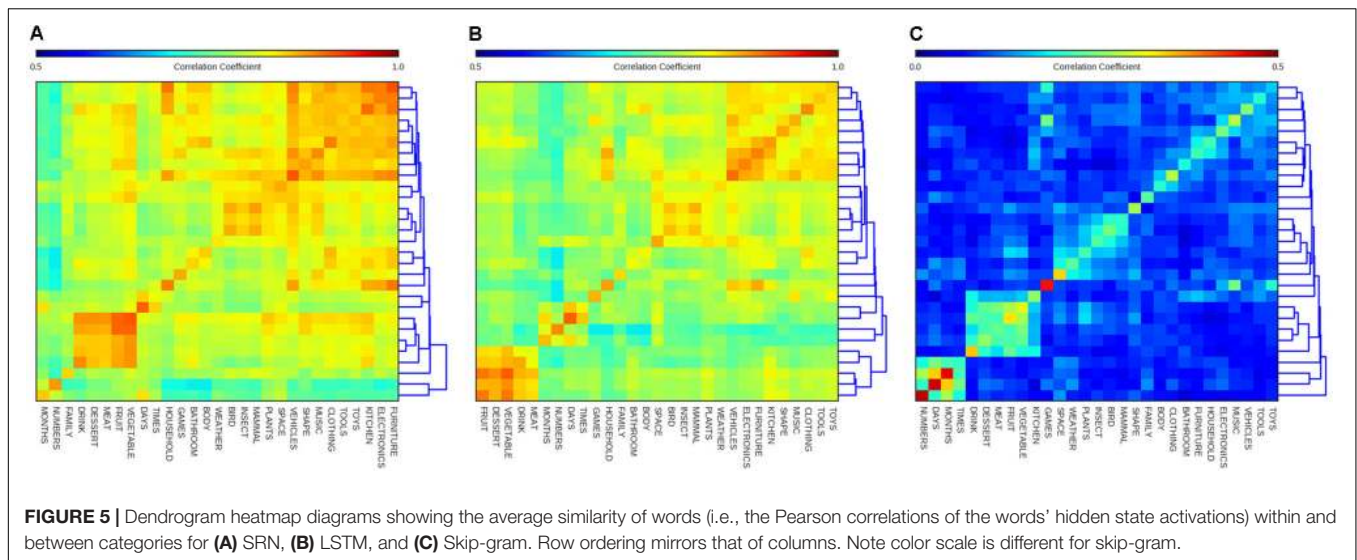 A
B
C
0.5
Correlation Coefficient
1.0
0.5
Correlation Coefficient
1.0
0.0
Correlation Coefficient
0.5
MONTHS
NUMBERS
FAMILY
DRINK
DESSERT
MEAT
FRUIT
VEGETABLE
DAYS
TIMES
HOUSEHOLD
GAMES
BATHROOM
BODY
WEATHER
BIRD
INSECT
MAMMAL
PLANTS
SPACE
VEHICLES
SHAPE
MUSIC
CLOTHING
TOOLS
TOYS
KITCHEN
ELECTRONICS
FURNITURE
FRUIT
DESSERT
VEGETABLE
DRINK
MEAT
MONTHS
NUMBERS
DAYS
TIMES
GAMES
HOUSEHOLD
FAMILY
BATHROOM
BODY
SPACE
BIRD
INSECT
MAMMAL
PLANTS
WEATHER
VEHICLES
ELECTRONICS
FURNITURE
KITCHEN
SHAPE
MUSIC
CLOTHING
TOOLS
TOYS
NUMBERS
DAYS
MONTHS
TIMES
DRINK
DESSERT
MEAT
FRUIT
VEGETABLE
KITCHEN
GAMES
SPACE
WEATHER
PLANTS
INSECT
BIRD
MAMMAL
SHAPE
FAMILY
BODY
CLOTHING
BATHROOM
FURNITURE
HOUSEHOLD
ELECTRONICS
MUSIC
VEHICLES
TOOLS
TOYS
FIGURE 5 | Dendrogram heatmap diagrams showing the average similarity of words (i.e., the Pearson correlations of the words' hidden state activations) within and
between categories for (A) SRN, (B) LSTM, and (C) Skip-gram. Row ordering mirrors that of columns. Note color scale is different for skip-gram.